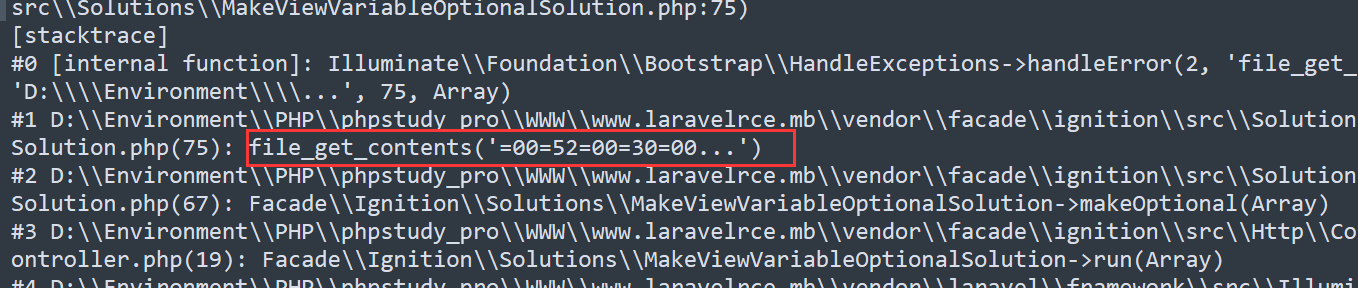 src\\Solutions\\MakeViewVariableOptionalSolution.php:75)
[stacktrace]
#0 [internal function]: Illuminate\\Foundation\\Bootstrap\\HandleExceptions->handleError(2, 'file_get_
'D:\\\\Environment\\\\...', 75, Array)
#1 D:\\Environment\\PHP\\phpstudy_pro\\WWW\\www.laravelrce.mb\\vendor\\facade\\ignition\\src\\Solution
Solution.php(75): file_get_contents('=00=52=00=30=00...')
#2 D:\\Environment\\PHP\\phpstudy_pro\\WWW\\www.laravelrce.mb\\vendor\\facade\\ignition\\src\\Solution
Solution.php(67): Facade\\Ignition\\Solutions\\MakeViewVariableOptionalSolution->makeOptional(Array)
#3 D:\\Environment\\PHP\\phpstudy_pro\\WWW\\www.laravelrce.mb\\vendor\\facade\\ignition\\src\\Http\\Co
ontroller.php(19): Facade\\Ignition\\Solutions\\MakeViewVariableOptionalSolution->run(Array)
#4 D:\\Environment\\PHP\\phpstudy_pro\\WWW\\www.laravelrce.mb\\vendor\\laravel\\framework\\src\\Illumi